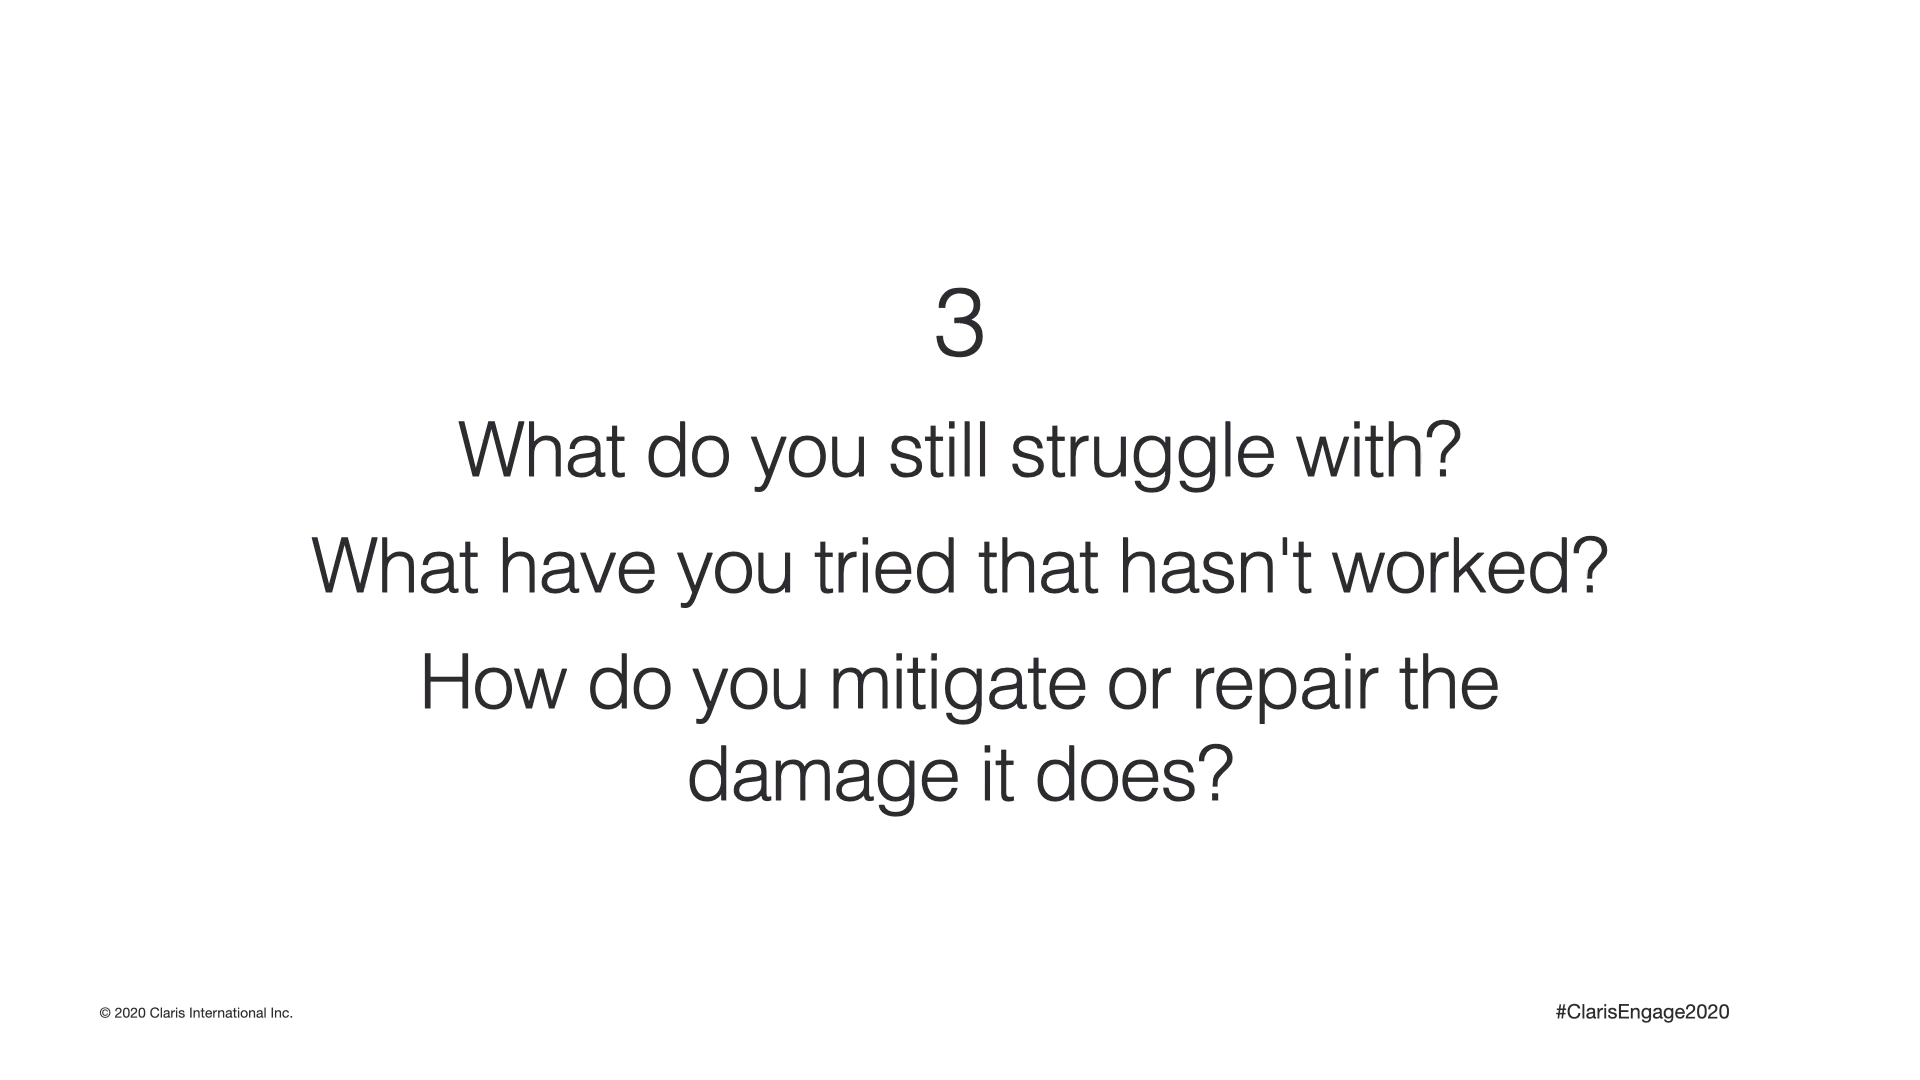 3
What do you still struggle with?
What have you tried that hasn't worked?
How do you mitigate or repair the
damage it does?
© 2020 Claris International Inc.
#ClarisEngage2020